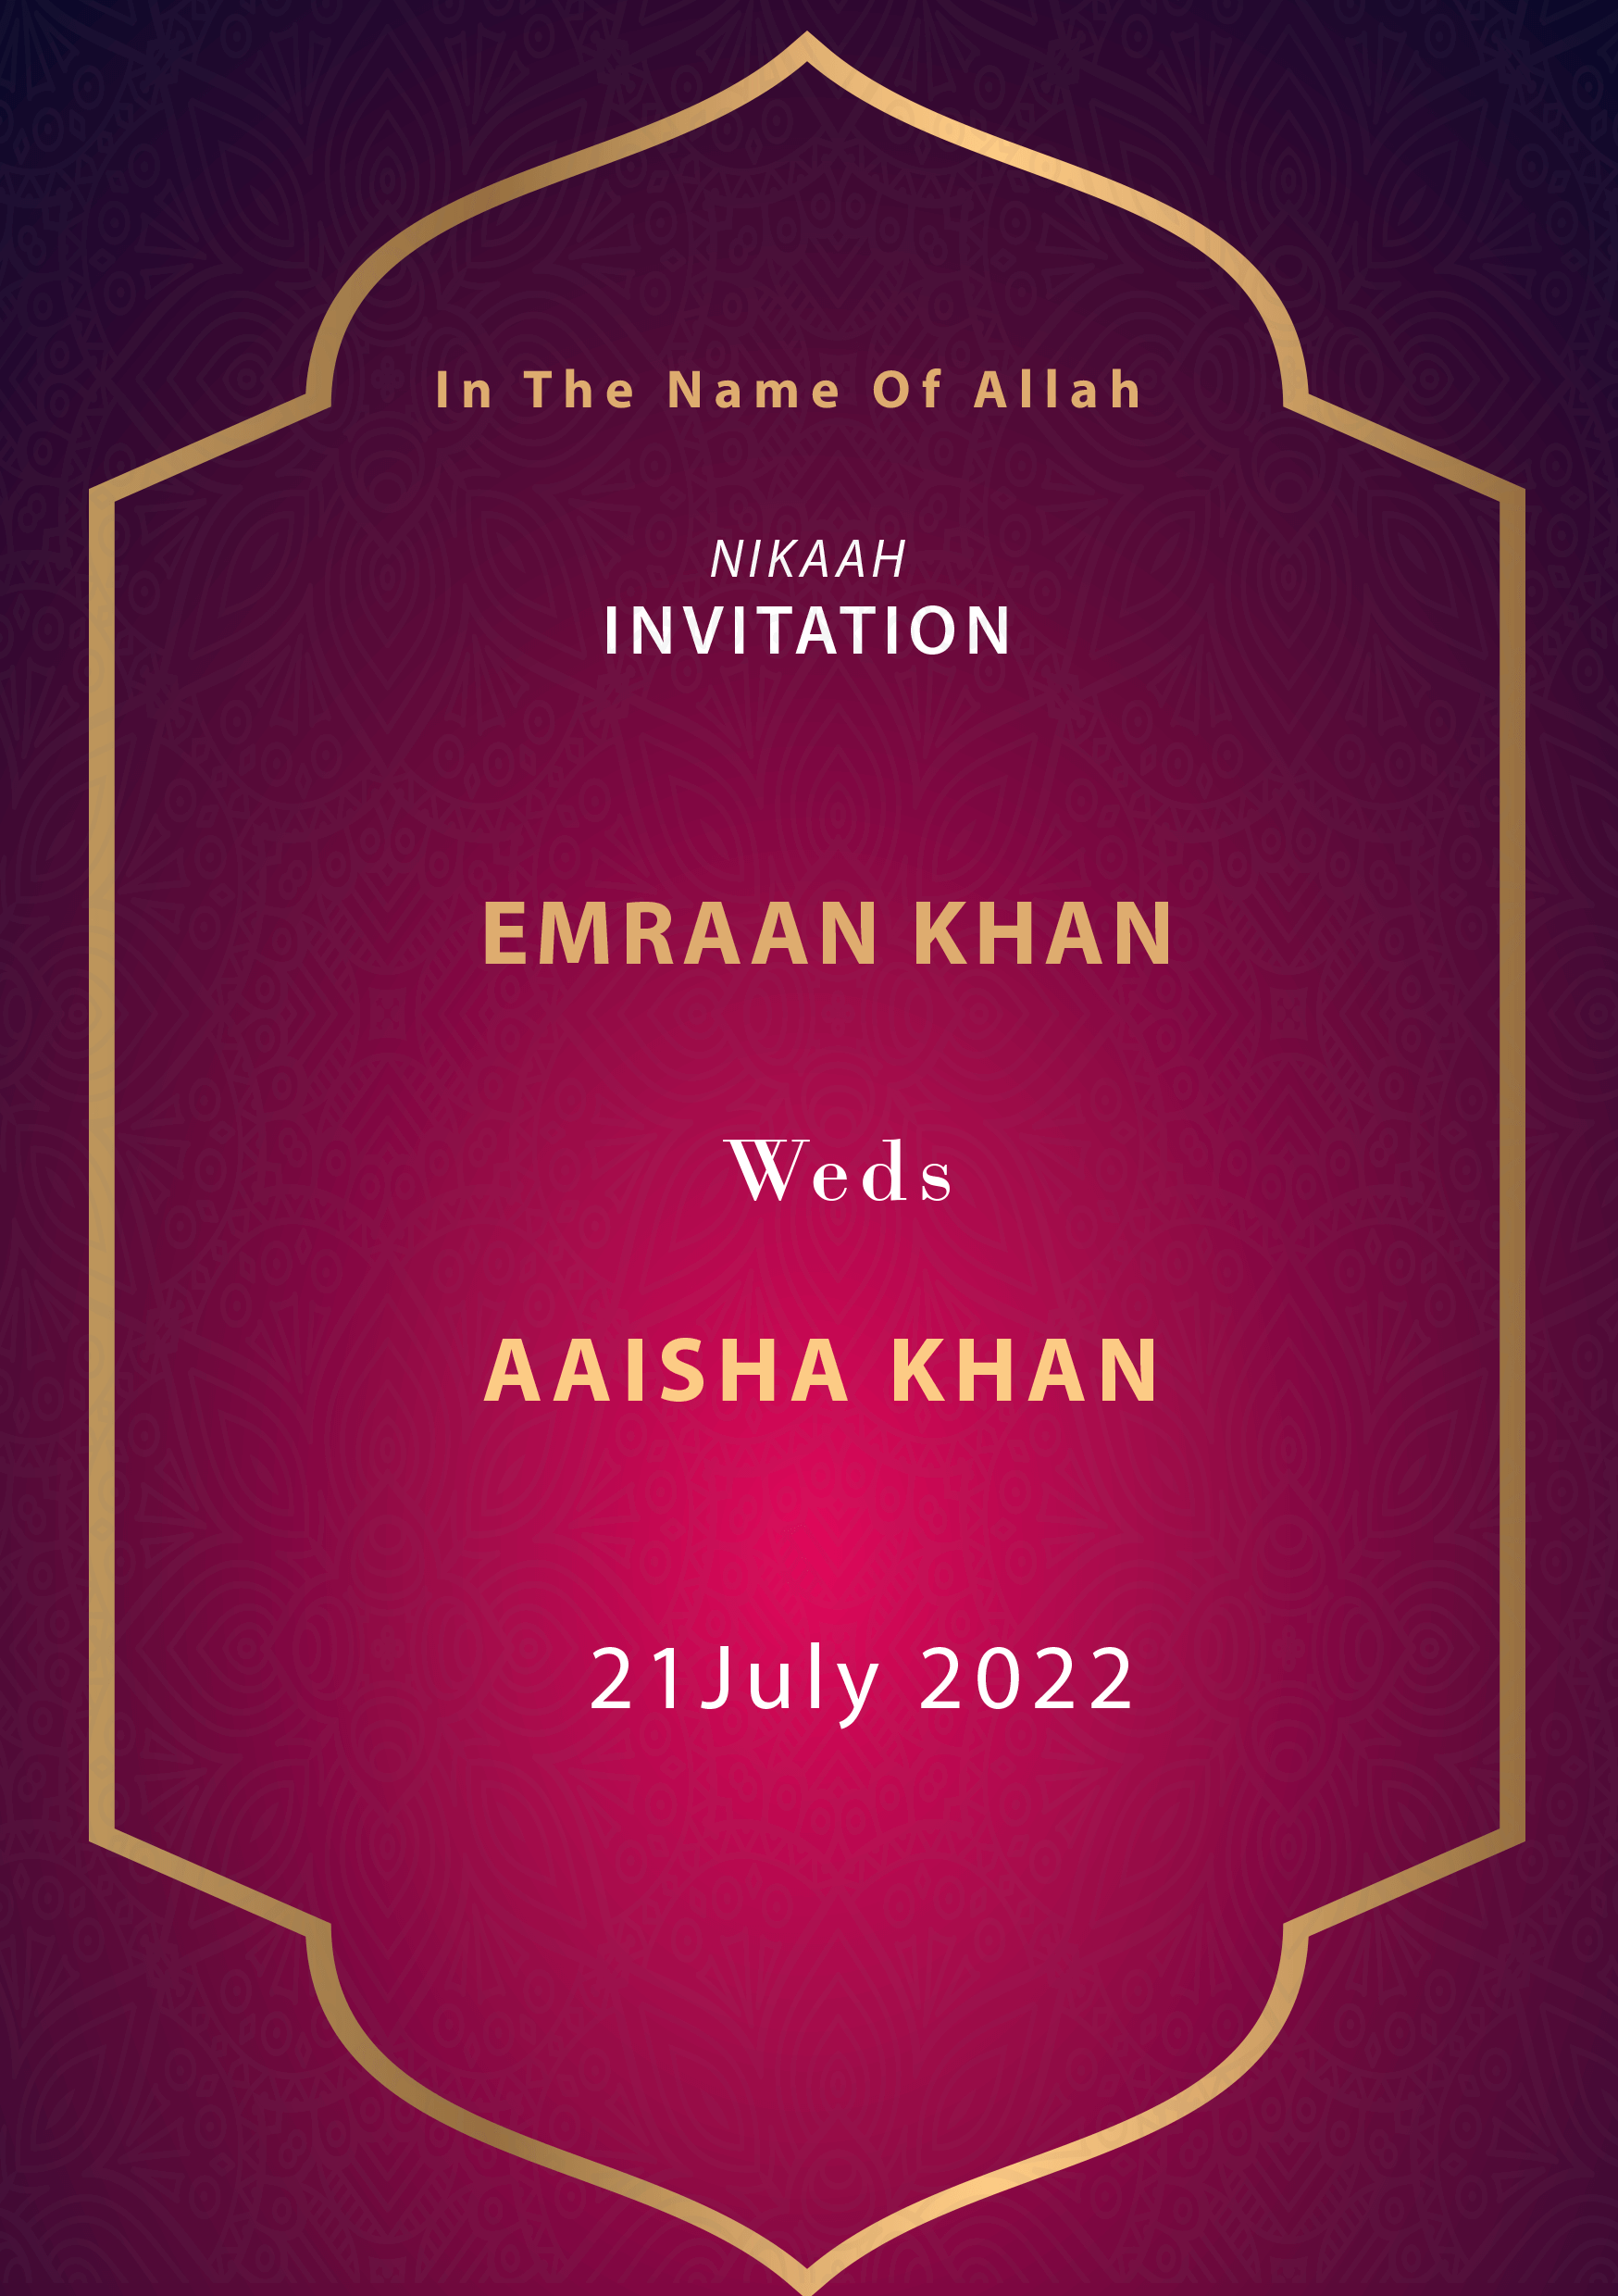 In The Name Of Allah
NIKAAH
INVITATION
EMRAAN KHAN
Weds
AAISHA KHAN
21July 2022